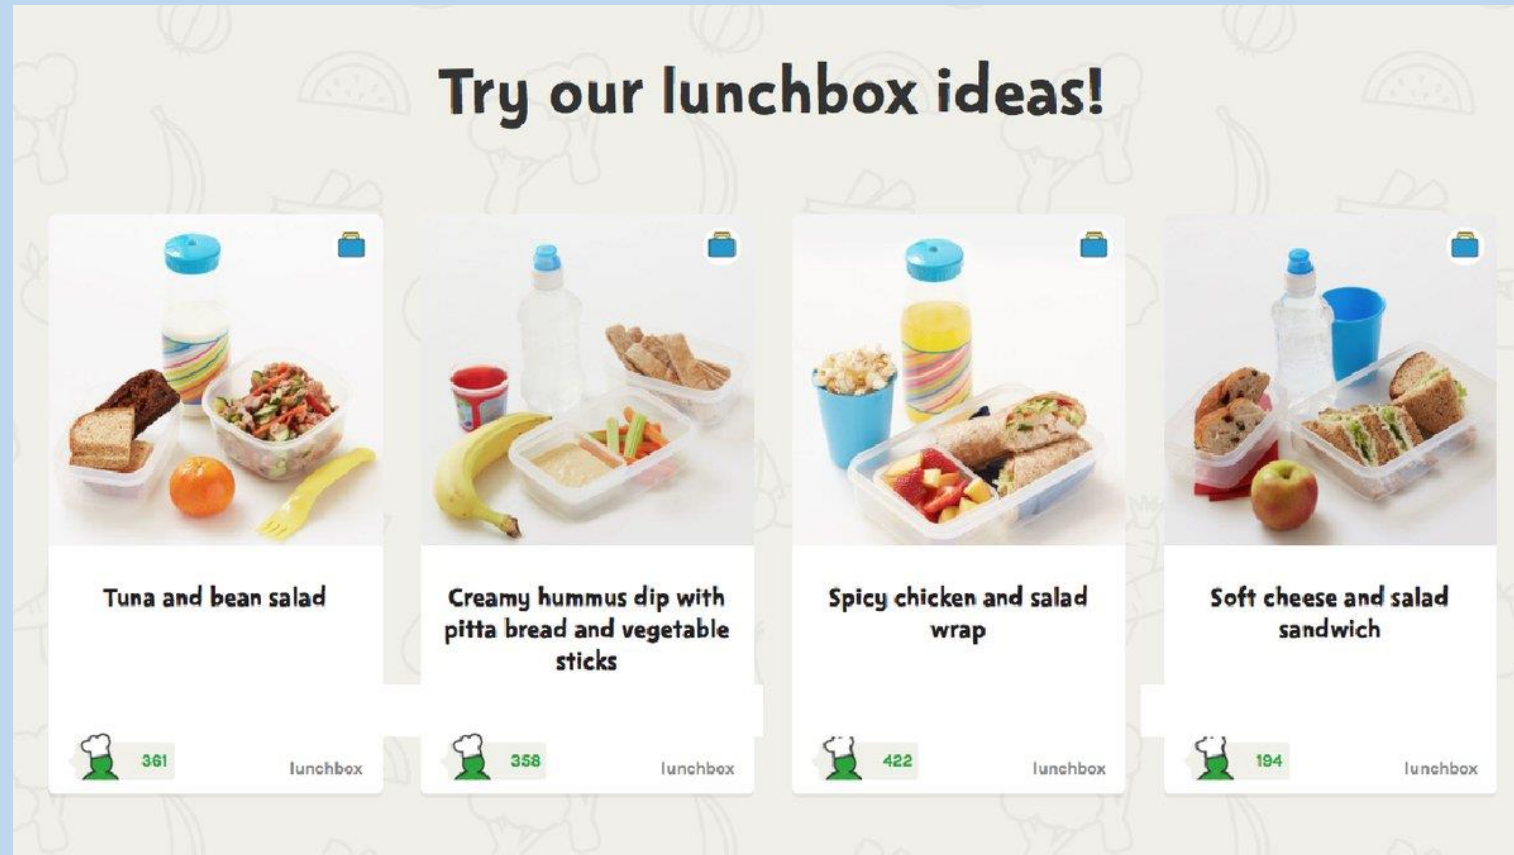 Try our lunchbox ideas!
Tuna and bean salad
Creamy hummus dip with
pitta bread and vegetable
sticks
Spicy chicken and salad
wrap
Soft cheese and salad
sandwich
361
lunchbox
358
lunchbox
422
lunchbox
194
lunchbox